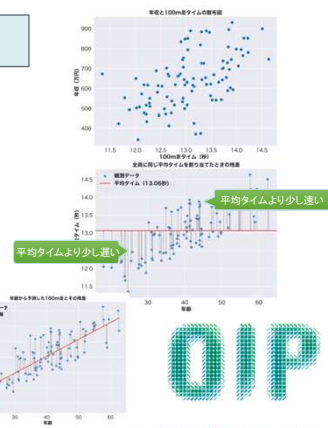 年収と100m走タイムの散布図
900
800
700
600
500
400
年収 (万円)
11.5 12.0 12.5 13.0 13.5 14.0 14.5
100m走タイム (秒)
全員に同じ平均タイムを割り当てたときの残差
14.5
14.0
13.5
13.0
12.5
12.0
11.5
観測データ
平均タイム (13.06秒)
平均タイムより少し速い
平均タイムより少し遅い
30 40 50 60
年齢
年齢から予測した100m走とその残差
30 40 50 60
年齢
OIP